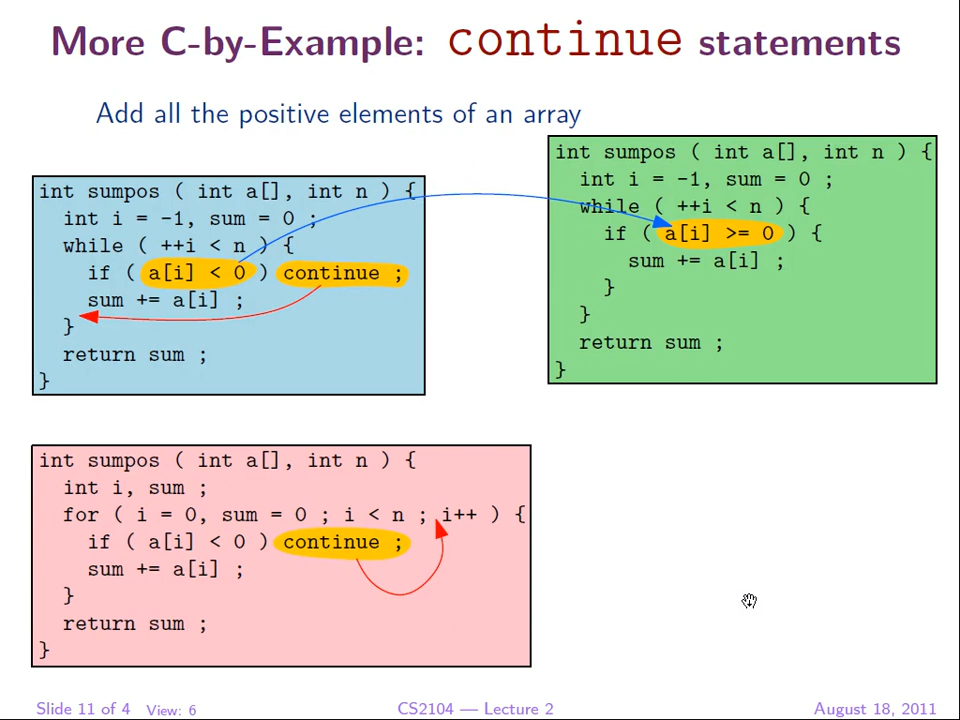 More C-by-Example: continue statements
Add all the positive elements of an array
int sumpos ( int a[], int n ) {
int i = -1, sum = 0 ;
while ( ++i < n ) {
if ( a[i] < 0 ) continue ;
sum += a[i] ;
}
return sum ;
}
int sumpos ( int a[], int n ) {
int i = -1, sum = 0 ;
while ( ++i < n ) {
if ( a[i] >= 0 ) {
sum += a[i] ;
}
}
return sum ;
}
int sumpos ( int a[], int n ) {
int i, sum ;
for ( i = 0, sum = 0 ; i < n ; i++ ) {
if ( a[i] < 0 ) continue ;
sum += a[i] ;
}
return sum ;
}
Slide 11 of 4 View: 6 CS2104 — Lecture 2 August 18, 2011